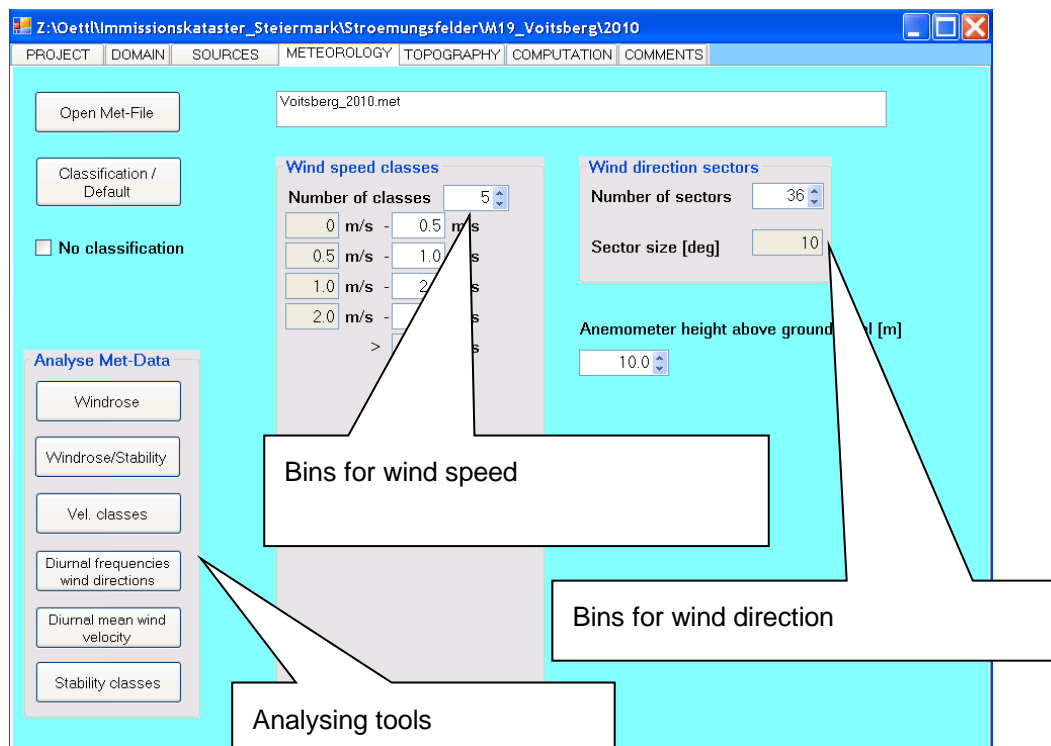 Z:\Oettl\Immissionskataster_Steiermark\Stroemungsfelder\M19_Voitsberg\2010
PROJECT DOMAIN SOURCES METEOROLOGY TOPOGRAPHY COMPUTATION COMMENTS
Open Met-File
Voitsberg_2010.met
Classification /
Default
No classification
Wind speed classes
Number of classes 5
0 m/s - 0.5 m/s
0.5 m/s - 1.0
1.0 m/s - 2
2.0 m/s -
>
Wind direction sectors
Number of sectors 36
Sector size [deg] 10
Anemometer height above ground [m]
10.0
Analyse Met-Data
Windrose
Windrose/Stability
Vel. classes
Diurnal frequencies
wind directions
Diurnal mean wind
velocity
Stability classes
Bins for wind speed
Bins for wind direction
Analysing tools